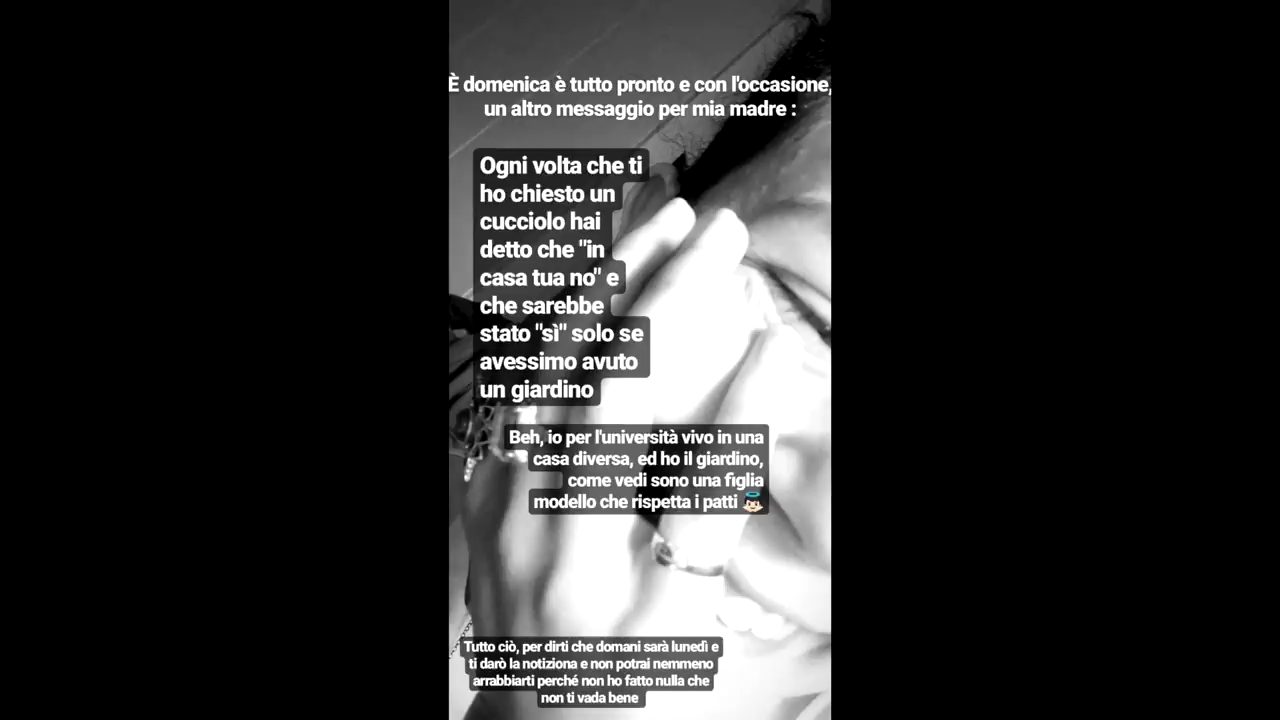 È domenica è tutto pronto e con l'occasione,
un altro messaggio per mia madre :
Ogni volta che ti
ho chiesto un
cucciolo hai
detto che "in
casa tua no" e
che sarebbe
stato "sì" solo se
avessimo avuto
un giardino
Beh, io per l'università vivo in una
casa diversa, ed ho il giardino,
come vedi sono una figlia
modello che rispetta i patti 👼🏻
Tutto ciò, per dirti che domani sarà lunedì e
ti darò la notiziona e non potrai nemmeno
arrabbiarti perché non ho fatto nulla che
non ti vada bene